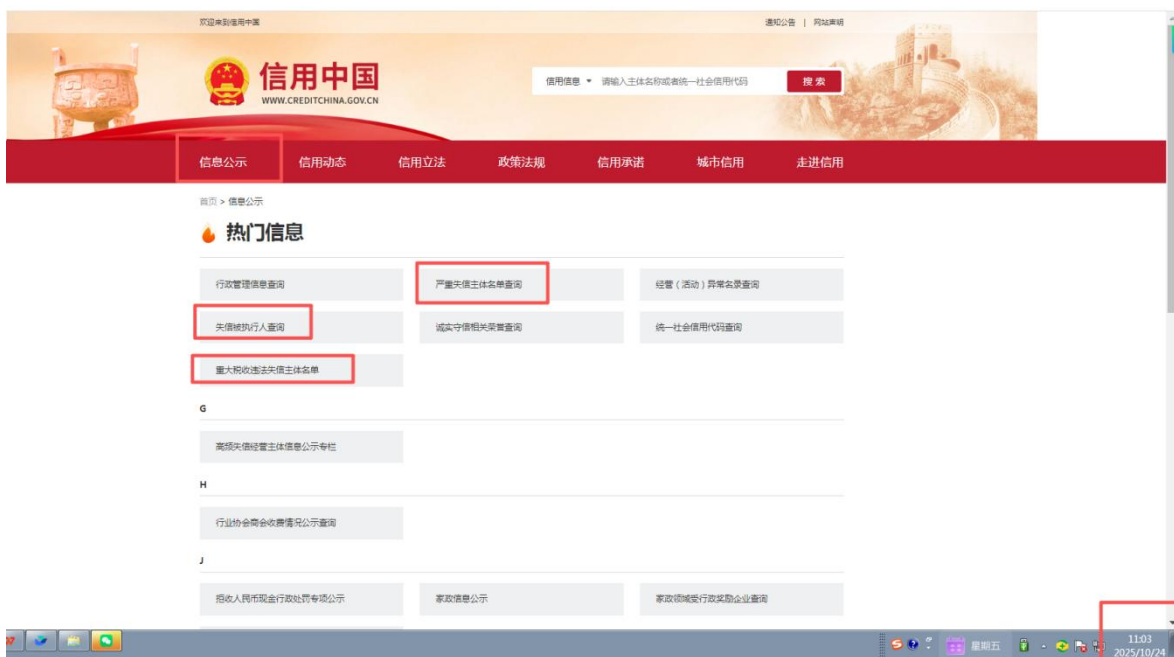 欢迎来到信用中国
通知公告 | 网站声明
信用中国
WWW.CREDITCHINA.GOV.CN
信用信息 请输入主体名称或者统一社会信用代码 搜索
信息公示 信用动态 信用立法 政策法规 信用承诺 城市信用 走进信用
首页 > 信息公示
热门信息
行政管理信息查询 严重失信主体名单查询 经营（活动）异常名录查询
失信被执行人查询 诚实守信相关荣誉查询 统一社会信用代码查询
重大税收违法失信主体名单
G
高频失信经营主体信息公示专栏
H
行业协会商会收费情况公示查询
J
拒收人民币现金行政处罚专项公示 家政信息公示 家政领域受行政奖励企业查询
星期五
11:03
2025/10/24